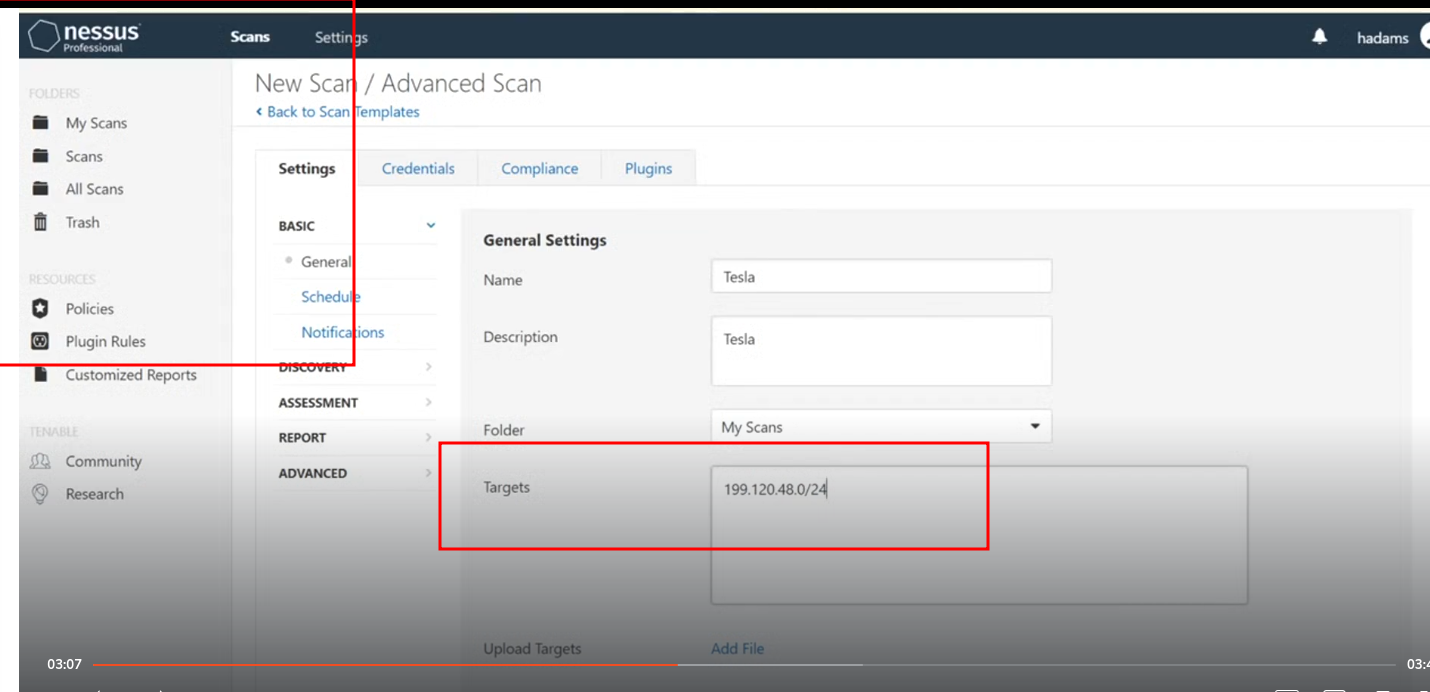 nessus
Professional
Scans
Settings
hadams
New Scan / Advanced Scan
Back to Scan Templates
FOLDERS
My Scans
Scans
All Scans
Trash
RESOURCES
Policies
Plugin Rules
Customized Reports
TENABLE
Community
Research
Settings
Credentials
Compliance
Plugins
BASIC
General
Schedule
Notifications
DISCOVERY
ASSESSMENT
REPORT
ADVANCED
General Settings
Name
Tesla
Description
Tesla
Folder
My Scans
Targets
199.120.48.0/24
Upload Targets
Add File
03:07